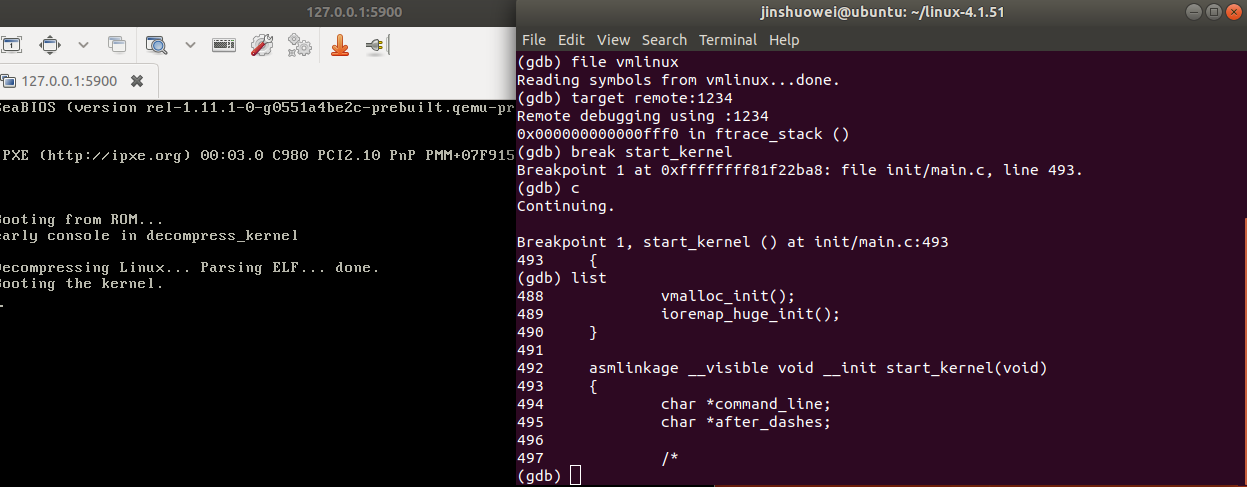 127.0.0.1:5900
127.0.0.1:5900
SeaBIOS (version rel-1.11.1-0-g0551a4be2c-prebuilt.qemu-pr
PXE (http://ipxe.org) 00:03.0 C980 PCI2.10 PnP PMM+07F915
Booting from ROM...
early console in decompress_kernel
Decompressing Linux... Parsing ELF... done.
Booting the kernel.
jinshuowei@ubuntu: ~/linux-4.1.51
File Edit View Search Terminal Help
(gdb) file vmlinux
Reading symbols from vmlinux...done.
(gdb) target remote:1234
Remote debugging using :1234
0x000000000000fff0 in ftrace_stack ()
(gdb) break start_kernel
Breakpoint 1 at 0xffffffff81f22ba8: file init/main.c, line 493.
(gdb) c
Continuing.
Breakpoint 1, start_kernel () at init/main.c:493
493 {
(gdb) list
488 vmalloc_init();
489 ioremap_huge_init();
490 }
491
492 asmlinkage __visible void __init start_kernel(void)
493 {
494 char *command_line;
495 char *after_dashes;
496
497 /*
(gdb)